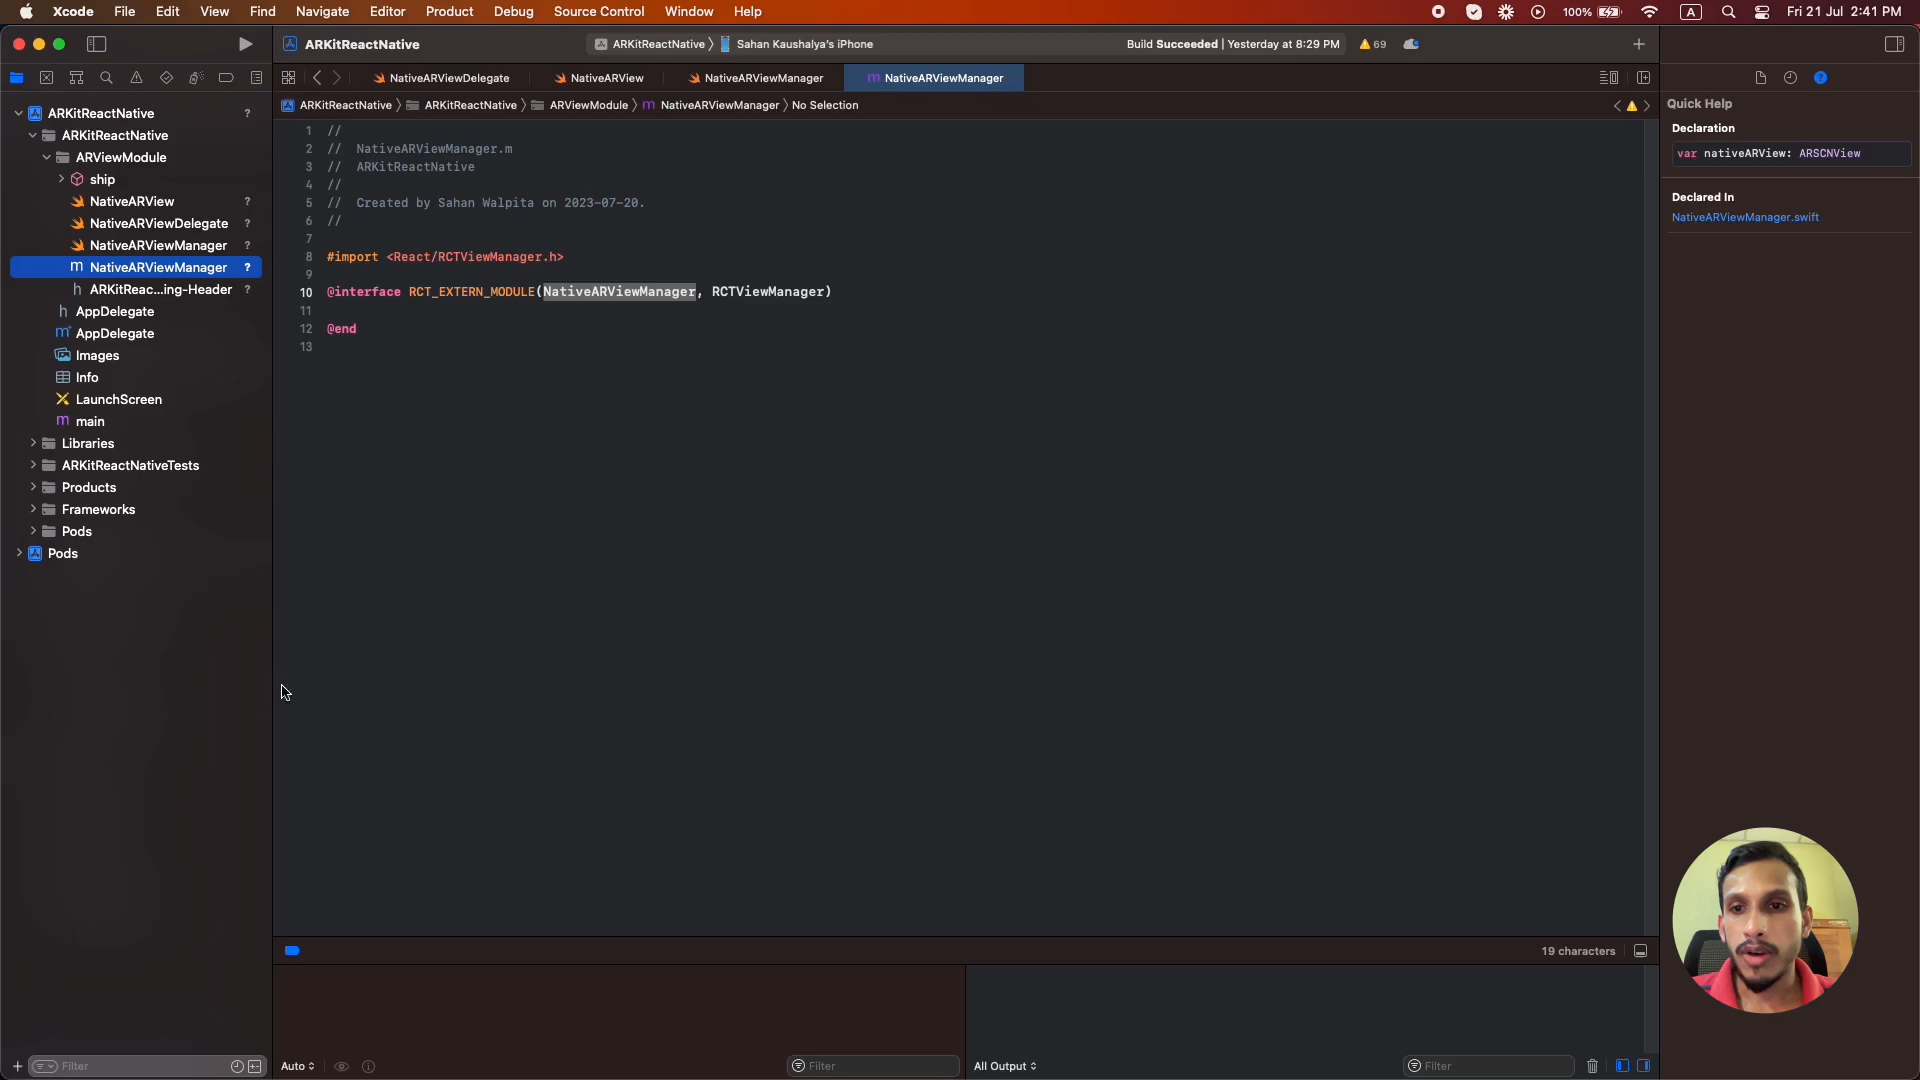 Xcode File Edit View Find Navigate Editor Product Debug Source Control Window Help 100% A Fri 21 Jul 2:41 PM
ARKitReactNative ARKitReactNative Sahan Kaushalya's iPhone Build Succeeded | Yesterday at 8:29 PM 69
NativeARViewDelegate NativeARView NativeARViewManager NativeARViewManager
ARKitReactNative ARKitReactNative ARViewModule NativeARViewManager No Selection
ARKitReactNative ?
ARKitReactNative
ARViewModule
ship
NativeARView ?
NativeARViewDelegate ?
NativeARViewManager ?
NativeARViewManager ?
ARKitReac...ing-Header ?
AppDelegate
AppDelegate
Images
Info
LaunchScreen
main
Libraries
ARKitReactNativeTests
Products
Frameworks
Pods
Pods
Filter
1 //
2 // NativeARViewManager.m
3 // ARKitReactNative
4 //
5 // Created by Sahan Walpita on 2023-07-20.
6 //
7
8 #import <React/RCTViewManager.h>
9
10 @interface RCT_EXTERN_MODULE(NativeARViewManager, RCTViewManager)
11
12 @end
13
19 characters
Auto Filter
All Output Filter
Quick Help
Declaration
var nativeARView: ARSCNView
Declared In
NativeARViewManager.swift